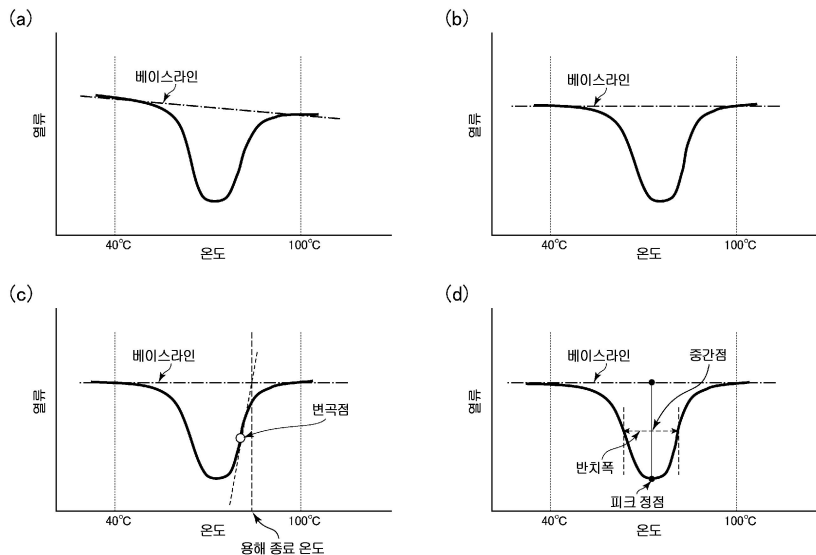 (a)
베이스라인
열류
40℃
100℃
온도
(b)
베이스라인
열류
40℃
100℃
온도
(c)
베이스라인
변곡점
열류
40℃
100℃
온도
용해 종료 온도
(d)
베이스라인
중간점
열류
반치폭
피크 정점
40℃
100℃
온도